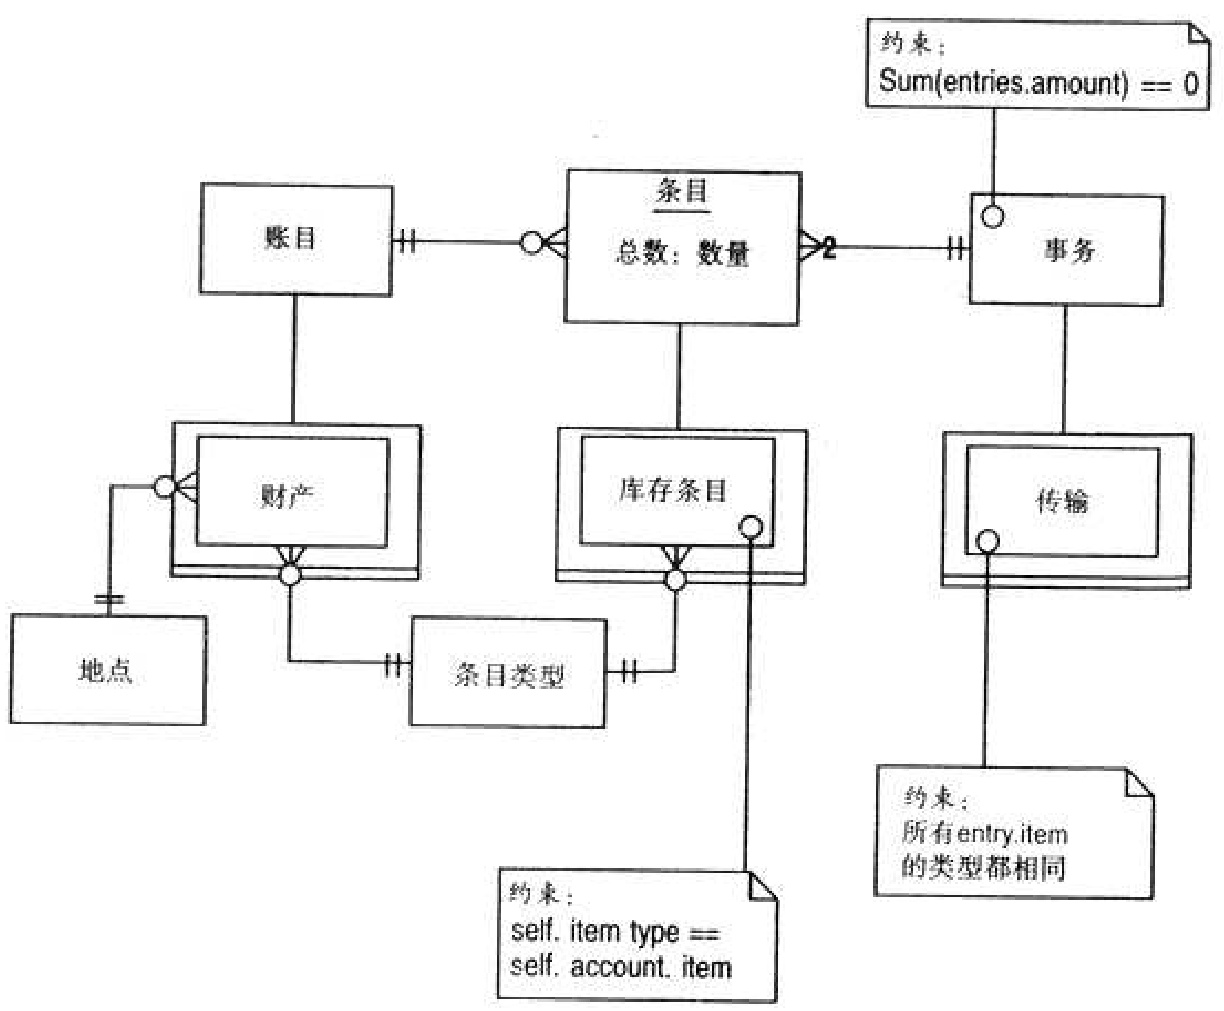 约束：
Sum(entries.amount) == 0
账目
条目
总数：数量
2
事务
财产
库存条目
传输
地点
条目类型
约束：
所有entry.item
的类型都相同
约束：
self. item type ==
self. account. item